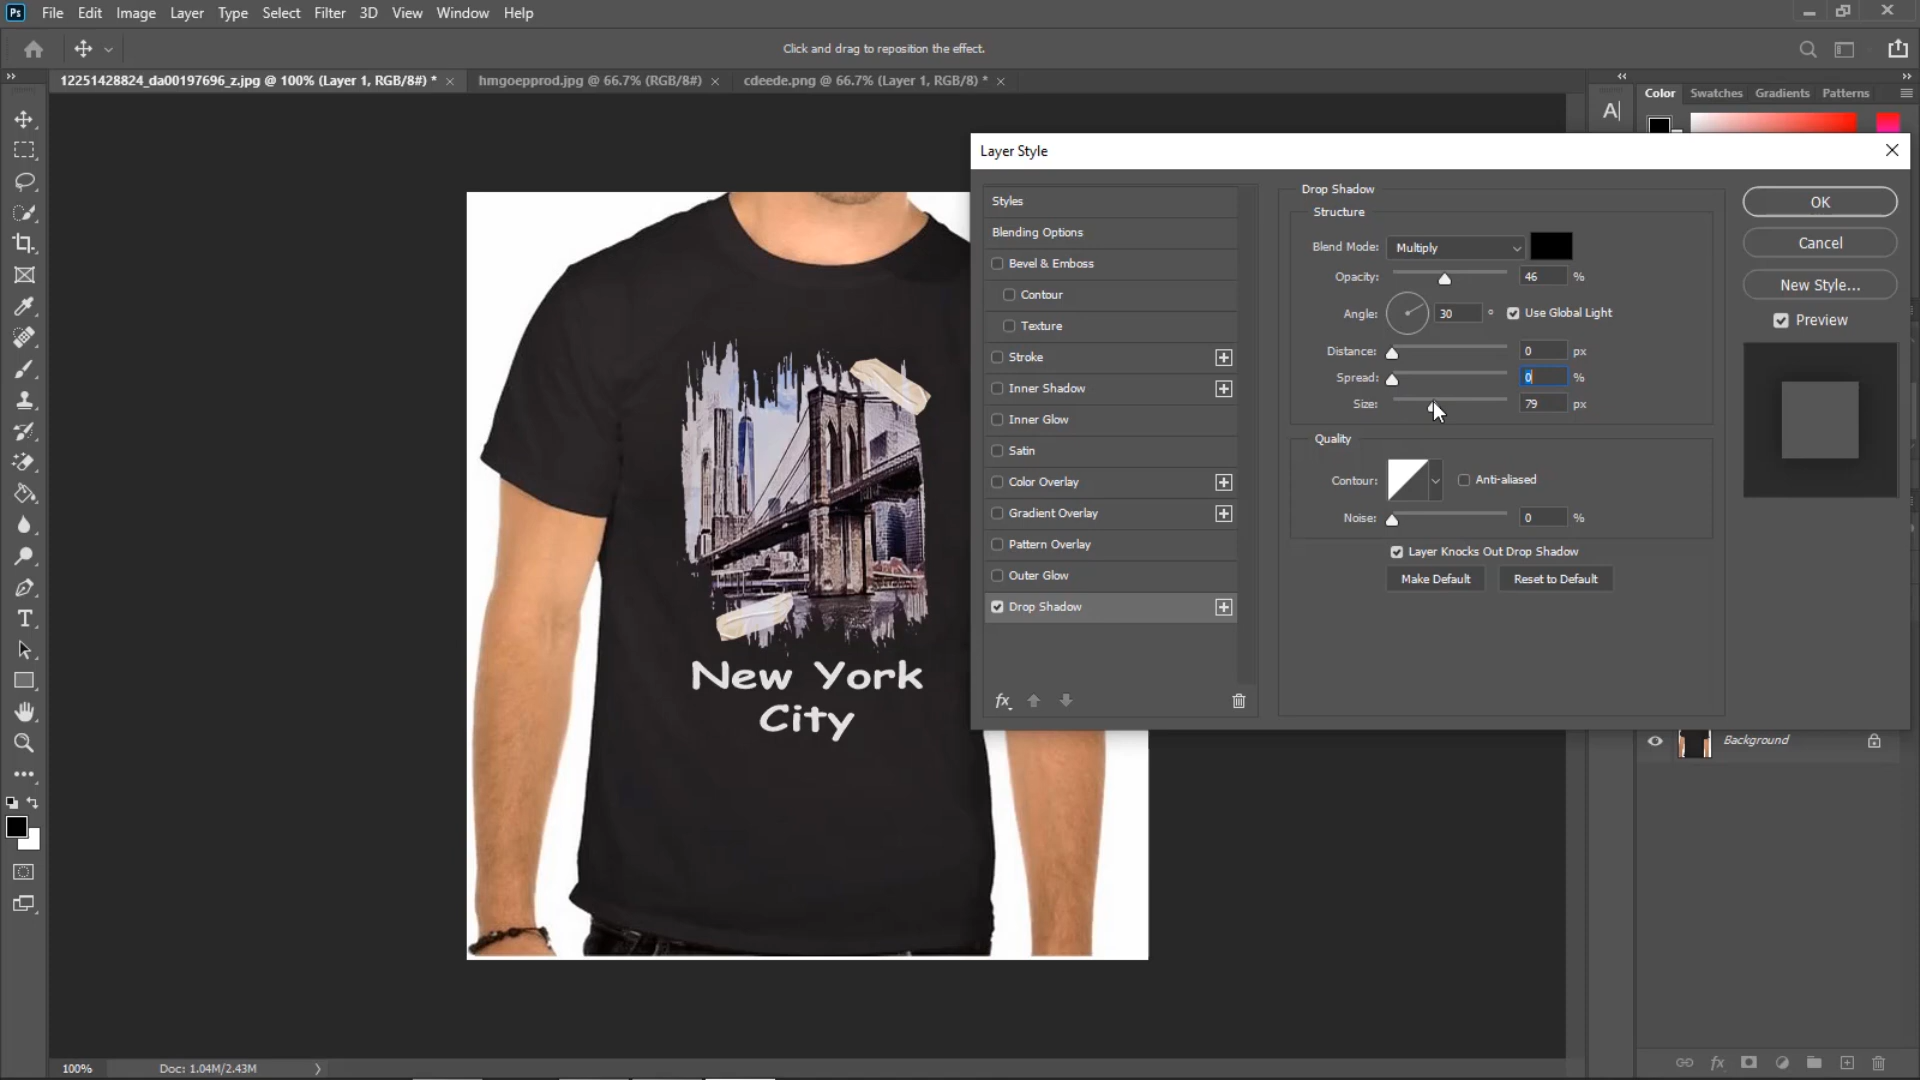 Ps File Edit Image Layer Type Select Filter 3D View Window Help
Click and drag to reposition the effect.
12251428824_da00197696_z.jpg @ 100% (Layer 1, RGB/8#) * hmgoepprod.jpg @ 66.7% (RGB/8#) cdeede.png @ 66.7% (Layer 1, RGB/8) *
Color Swatches Gradients Patterns
Layer Style
Styles
Blending Options
Bevel & Emboss
Contour
Texture
Stroke
Inner Shadow
Inner Glow
Satin
Color Overlay
Gradient Overlay
Pattern Overlay
Outer Glow
Drop Shadow
fx
Drop Shadow
Structure
Blend Mode: Multiply
Opacity: 46 %
Angle: 30 ° Use Global Light
Distance: 0 px
Spread: 0 %
Size: 79 px
Quality
Contour: Anti-aliased
Noise: 0 %
Layer Knocks Out Drop Shadow
Make Default Reset to Default
OK
Cancel
New Style...
Preview
New York
City
Background
100% Doc: 1.04M/2.43M
fx